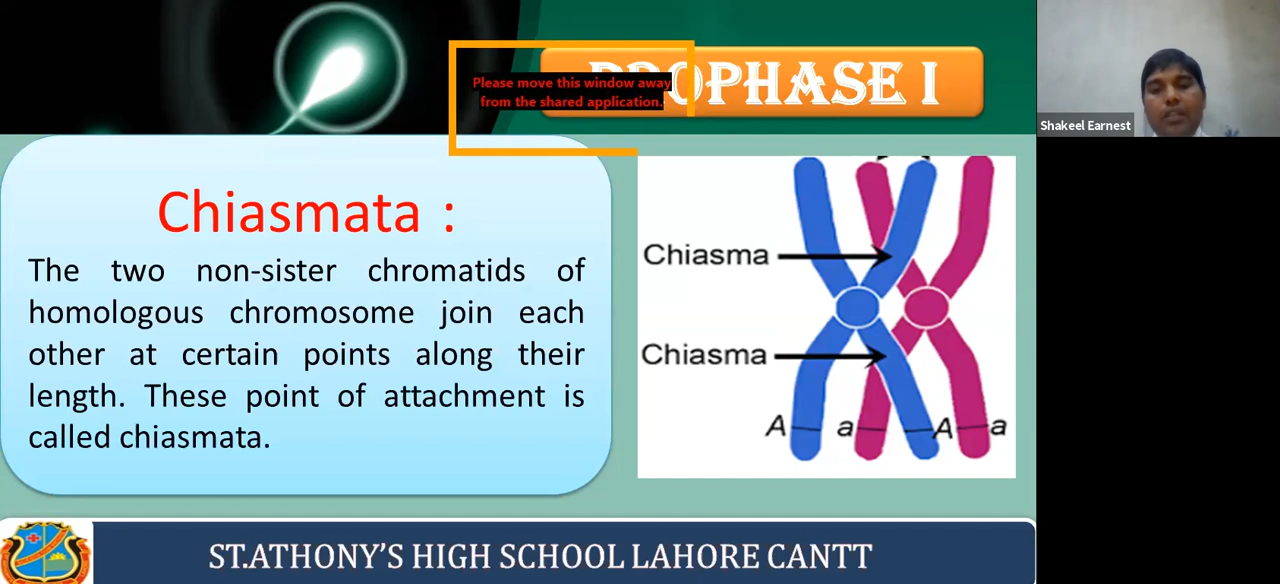 PROPHASE I
Please move this window away
from the shared application.
Shakeel Earnest
Chiasmata :
The two non-sister chromatids of
homologous chromosome join each
other at certain points along their
length. These point of attachment is
called chiasmata.
Chiasma
Chiasma
A a A a
ST.ATHONY'S HIGH SCHOOL LAHORE CANTT